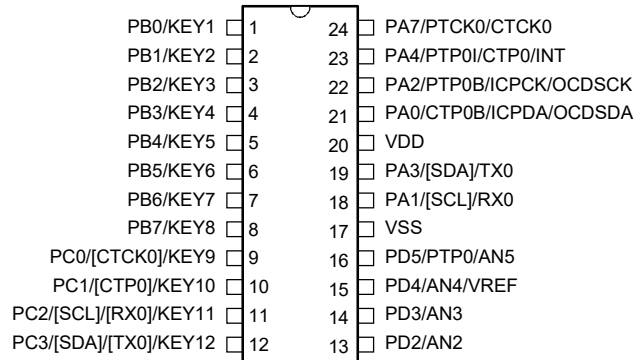 PB0/KEY1 1 24 PA7/PTCK0/CTCK0
PB1/KEY2 2 23 PA4/PTP0I/CTP0/INT
PB2/KEY3 3 22 PA2/PTP0B/ICPCK/OCDSCK
PB3/KEY4 4 21 PA0/CTP0B/ICPDA/OCDSDA
PB4/KEY5 5 20 VDD
PB5/KEY6 6 19 PA3/[SDA]/TX0
PB6/KEY7 7 18 PA1/[SCL]/RX0
PB7/KEY8 8 17 VSS
PC0/[CTCK0]/KEY9 9 16 PD5/PTP0/AN5
PC1/[CTP0]/KEY10 10 15 PD4/AN4/VREF
PC2/[SCL]/[RX0]/KEY11 11 14 PD3/AN3
PC3/[SDA]/[TX0]/KEY12 12 13 PD2/AN2